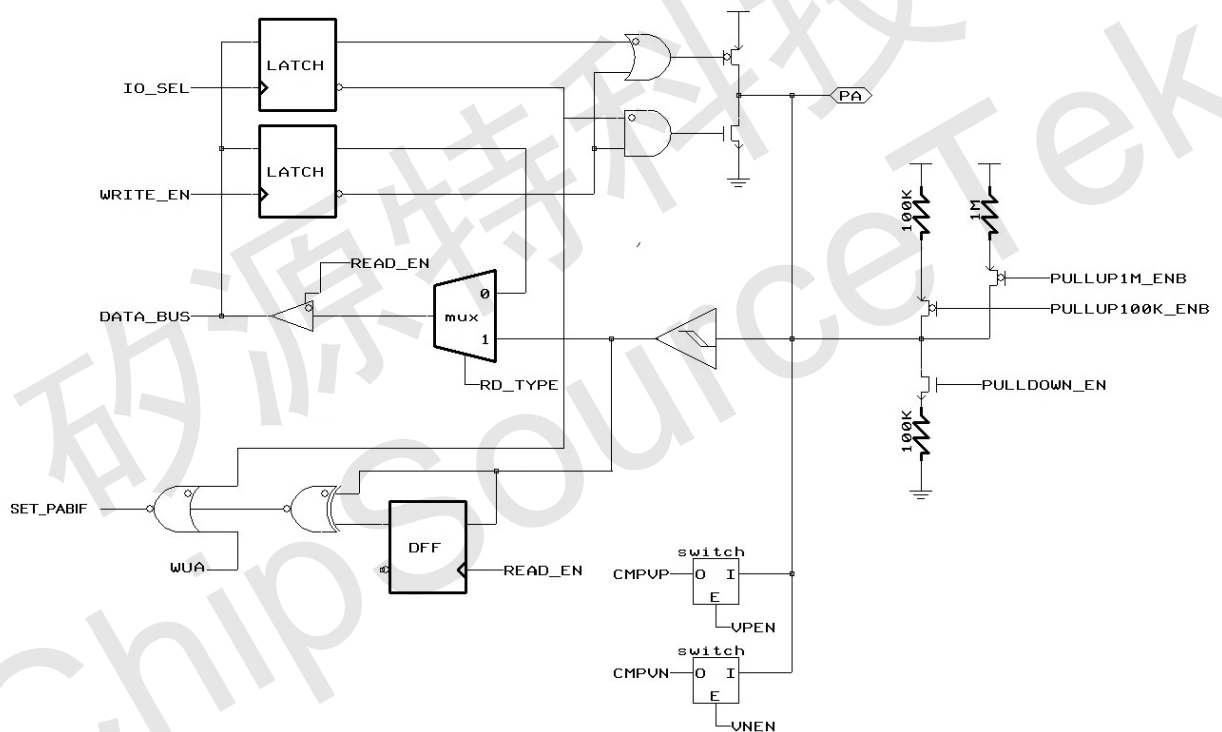 LATCH
IO_SEL
PA
LATCH
WRITE_EN
100K
1M
READ_EN
PULLUP1M_ENB
0
DATA_BUS
mux
PULLUP100K_ENB
1
RD_TYPE
PULLDOWN_EN
100K
SET_PABIF
DFF
WUA
READ_EN
switch
CMPVP
O I
E
VPEN
switch
CMPVN
O I
E
VNEN
矽源特科技
ChipSourceTek